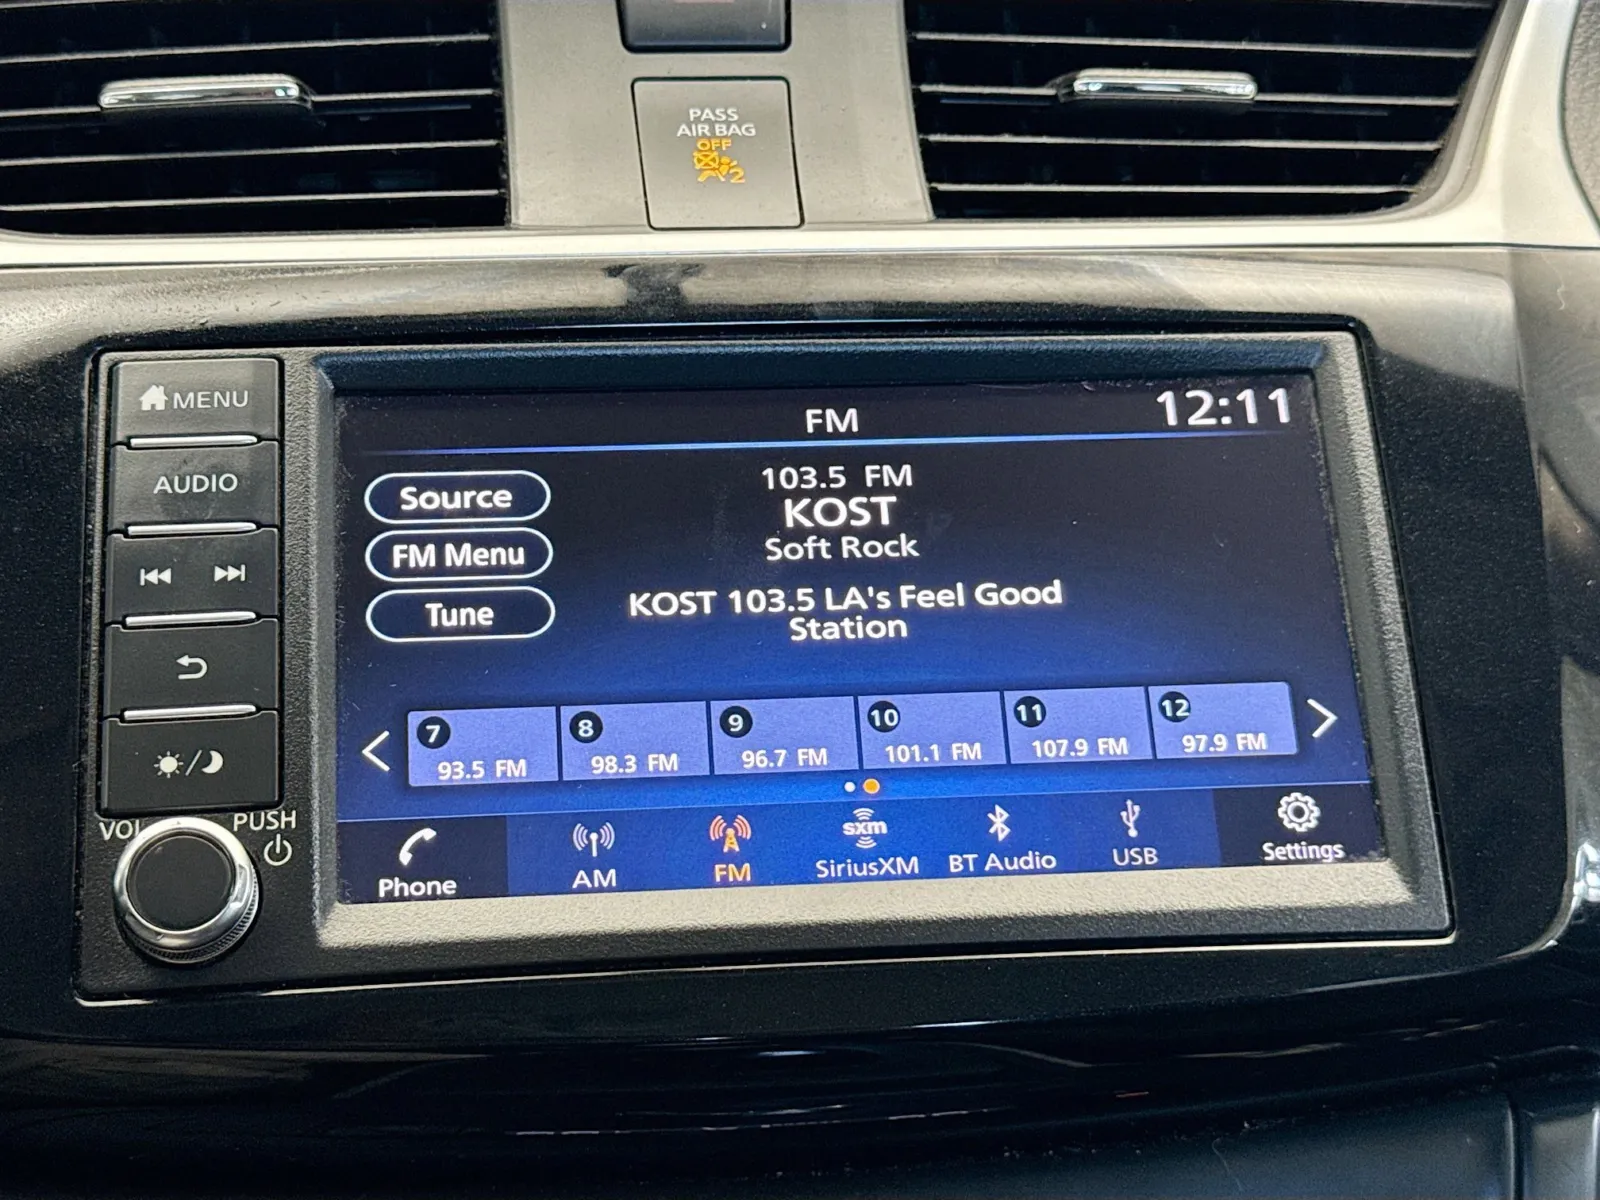 PASS
AIR BAG
OFF
2
MENU
AUDIO
VOL
PUSH
FM
12:11
Source
FM Menu
Tune
103.5 FM
KOST
Soft Rock
KOST 103.5 LA's Feel Good
Station
7
93.5 FM
8
98.3 FM
9
96.7 FM
10
101.1 FM
11
107.9 FM
12
97.9 FM
Phone
AM
FM
sxm
SiriusXM
BT Audio
USB
Settings